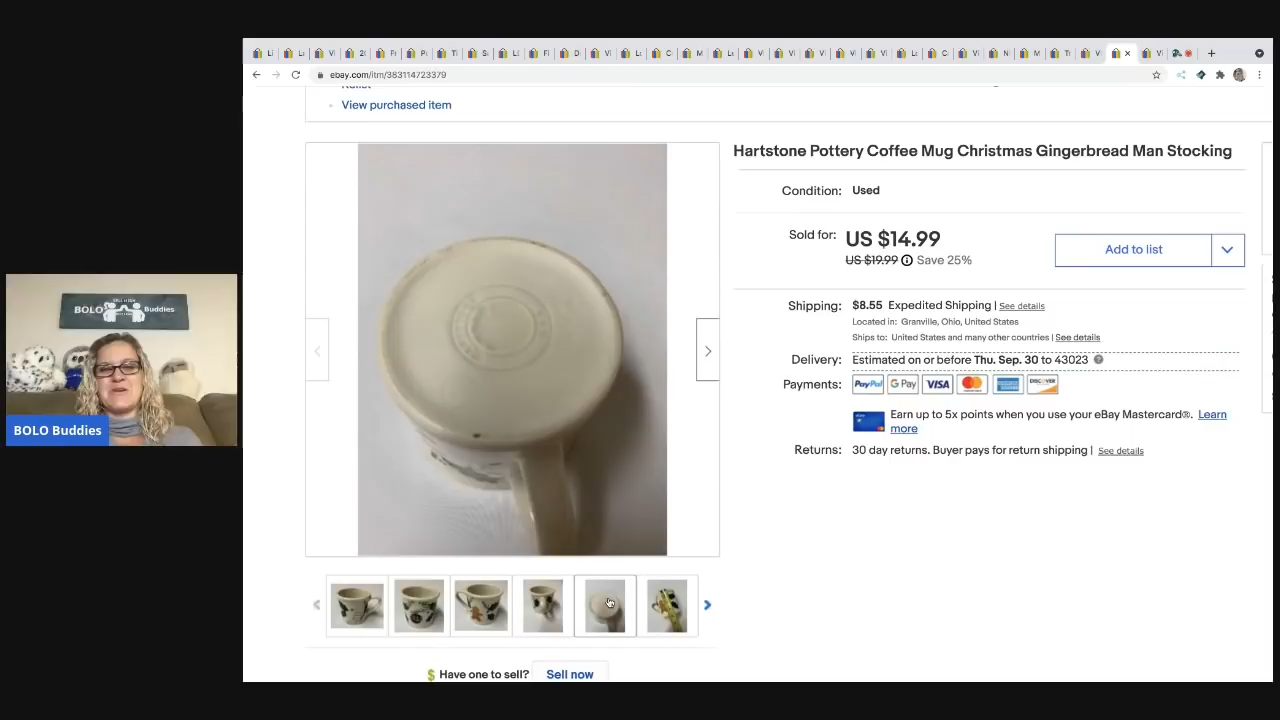 ebay.com/itm/383114723379
View purchased item
Hartstone Pottery Coffee Mug Christmas Gingerbread Man Stocking
Condition: Used
Sold for: US $14.99
US $19.99 Save 25%
Add to list
Shipping: $8.55 Expedited Shipping | See details
Located in: Granville, Ohio, United States
Ships to: United States and many other countries | See details
Delivery: Estimated on or before Thu. Sep. 30 to 43023
Payments: PayPal G Pay VISA DISCOVER
Earn up to 5x points when you use your eBay Mastercard®. Learn
more
Returns: 30 day returns. Buyer pays for return shipping | See details
BOLO Buddies
BOLO Buddies
$ Have one to sell? Sell now